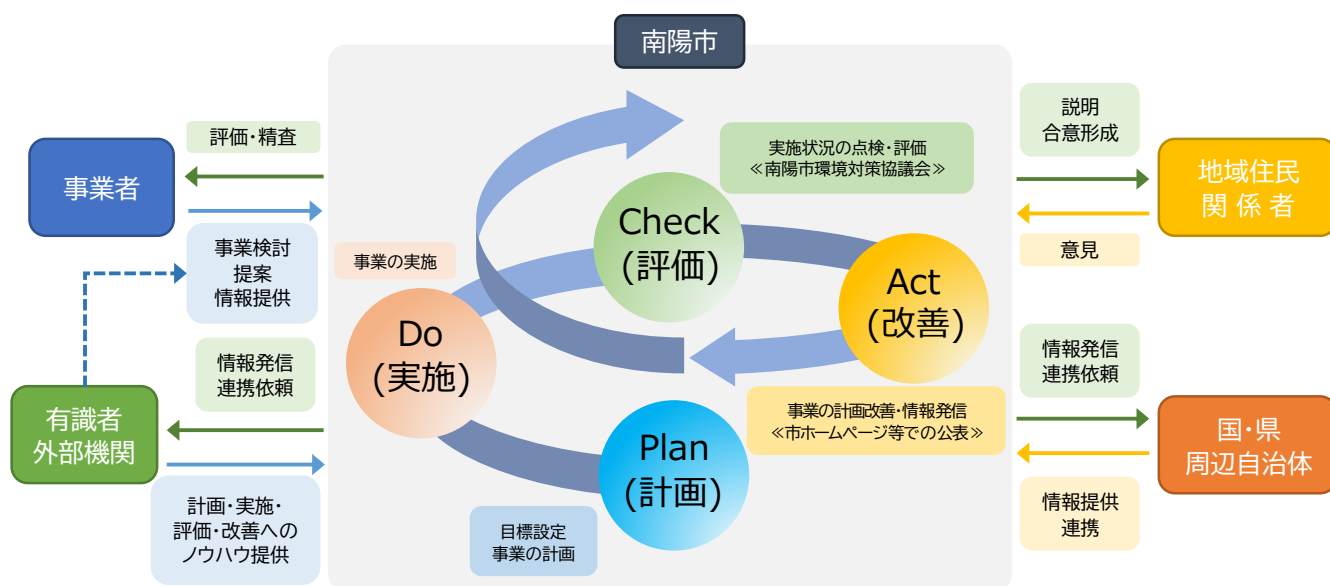 南陽市
評価・精査
事業者
事業検討
提案
情報提供
情報発信
連携依頼
有識者
外部機関
計画・実施・
評価・改善への
ノウハウ提供
実施状況の点検・評価
≪南陽市環境対策協議会≫
Check
(評価)
事業の実施
Do
(実施)
Act
(改善)
事業の計画改善・情報発信
≪市ホームページ等での公表≫
Plan
(計画)
目標設定
事業の計画
説明
合意形成
地域住民
関係者
意見
情報発信
連携依頼
国・県
周辺自治体
情報提供
連携